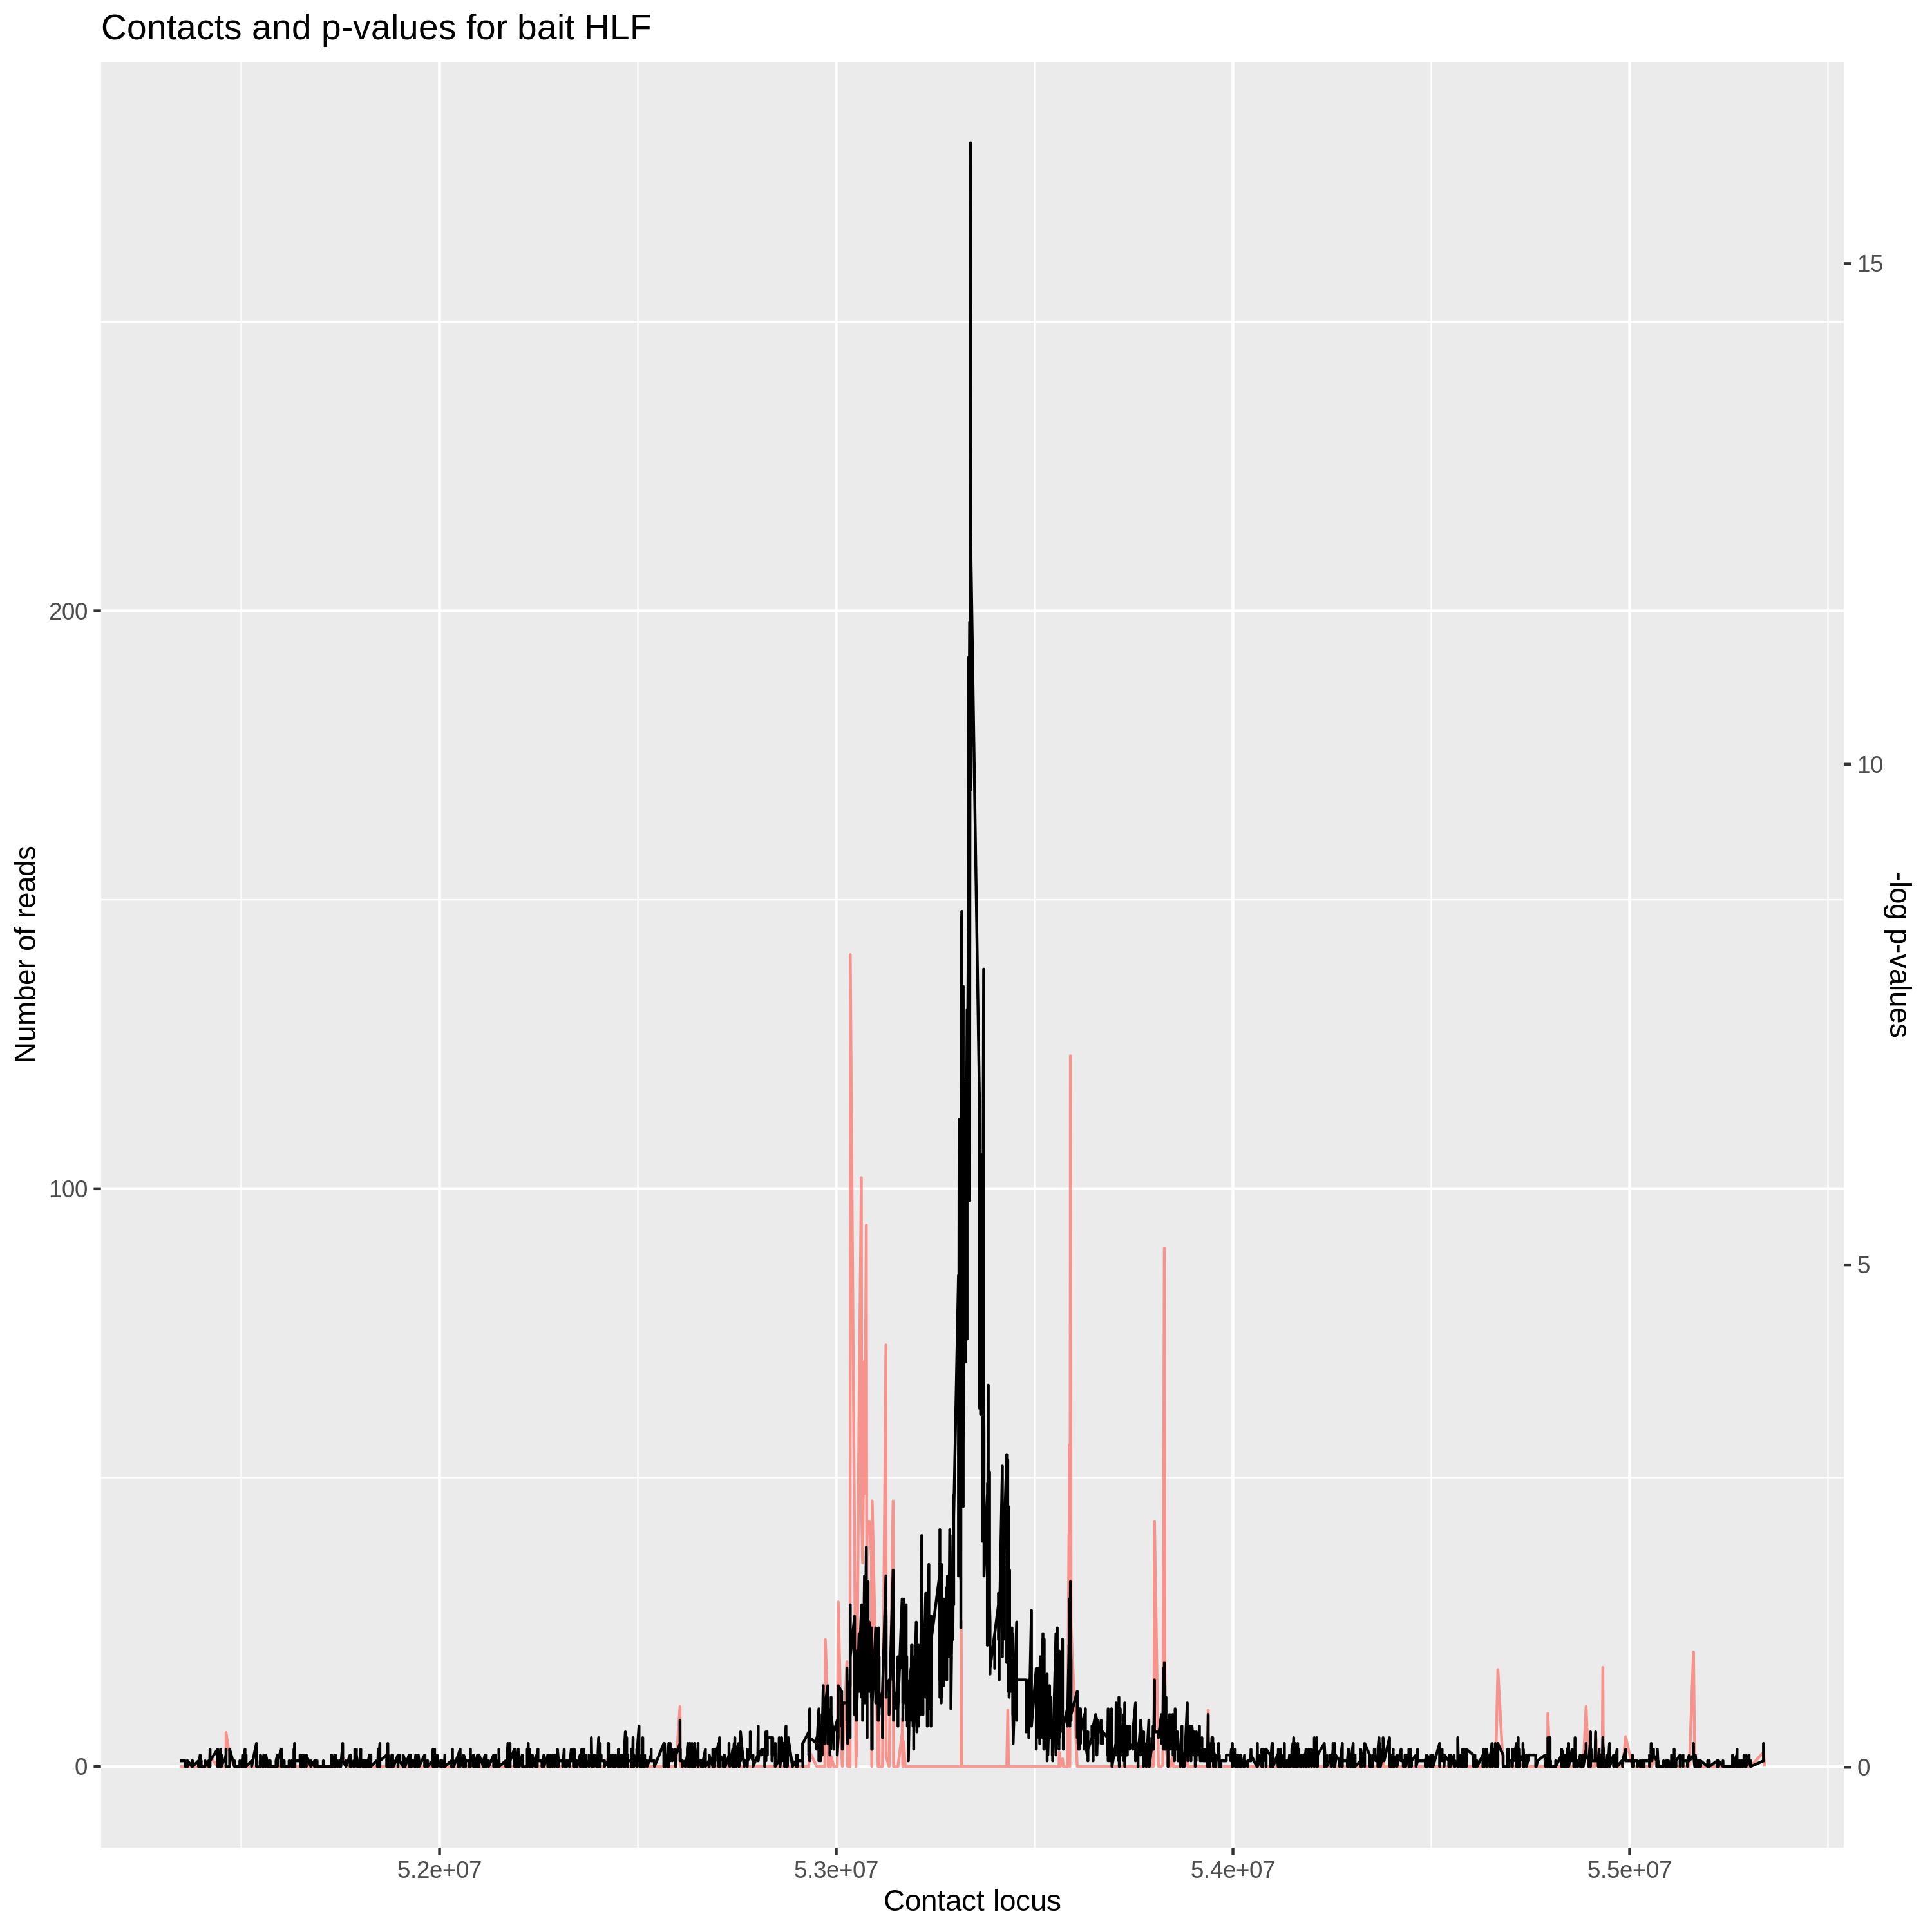 Contacts and p-values for bait HLF
Number of reads
200
100
0
15
10
5
0
-log p-values
5.2e+07
5.3e+07
5.4e+07
5.5e+07
Contact locus